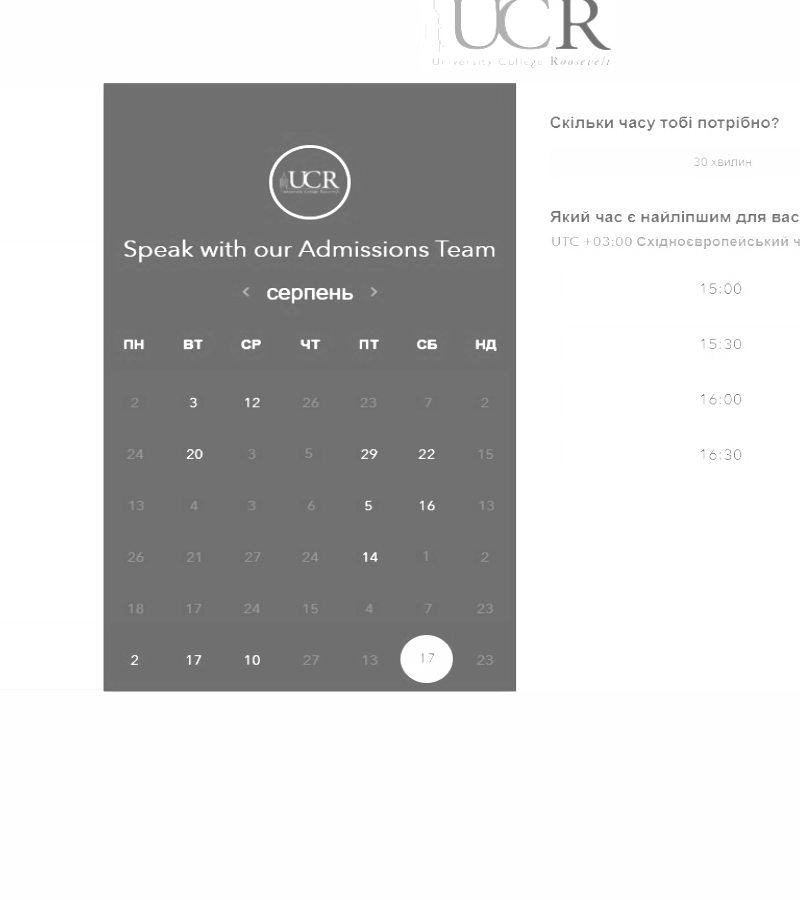 UCR
University College Roosevelt
UCR
Speak with our Admissions Team
< серпень >
ПН ВТ СР ЧТ ПТ СБ НД
2 3 12 26 23 7 2
24 20 3 5 29 22 15
13 4 3 6 5 16 13
26 21 27 24 14 1 2
18 17 24 15 4 7 23
2 17 10 27 13 17 23
Скільки часу тобі потрібно?
30 хвилин
Який час є найліпшим для вас
UTC +03:00 Східноєвропейський ч
15:00
15:30
16:00
16:30